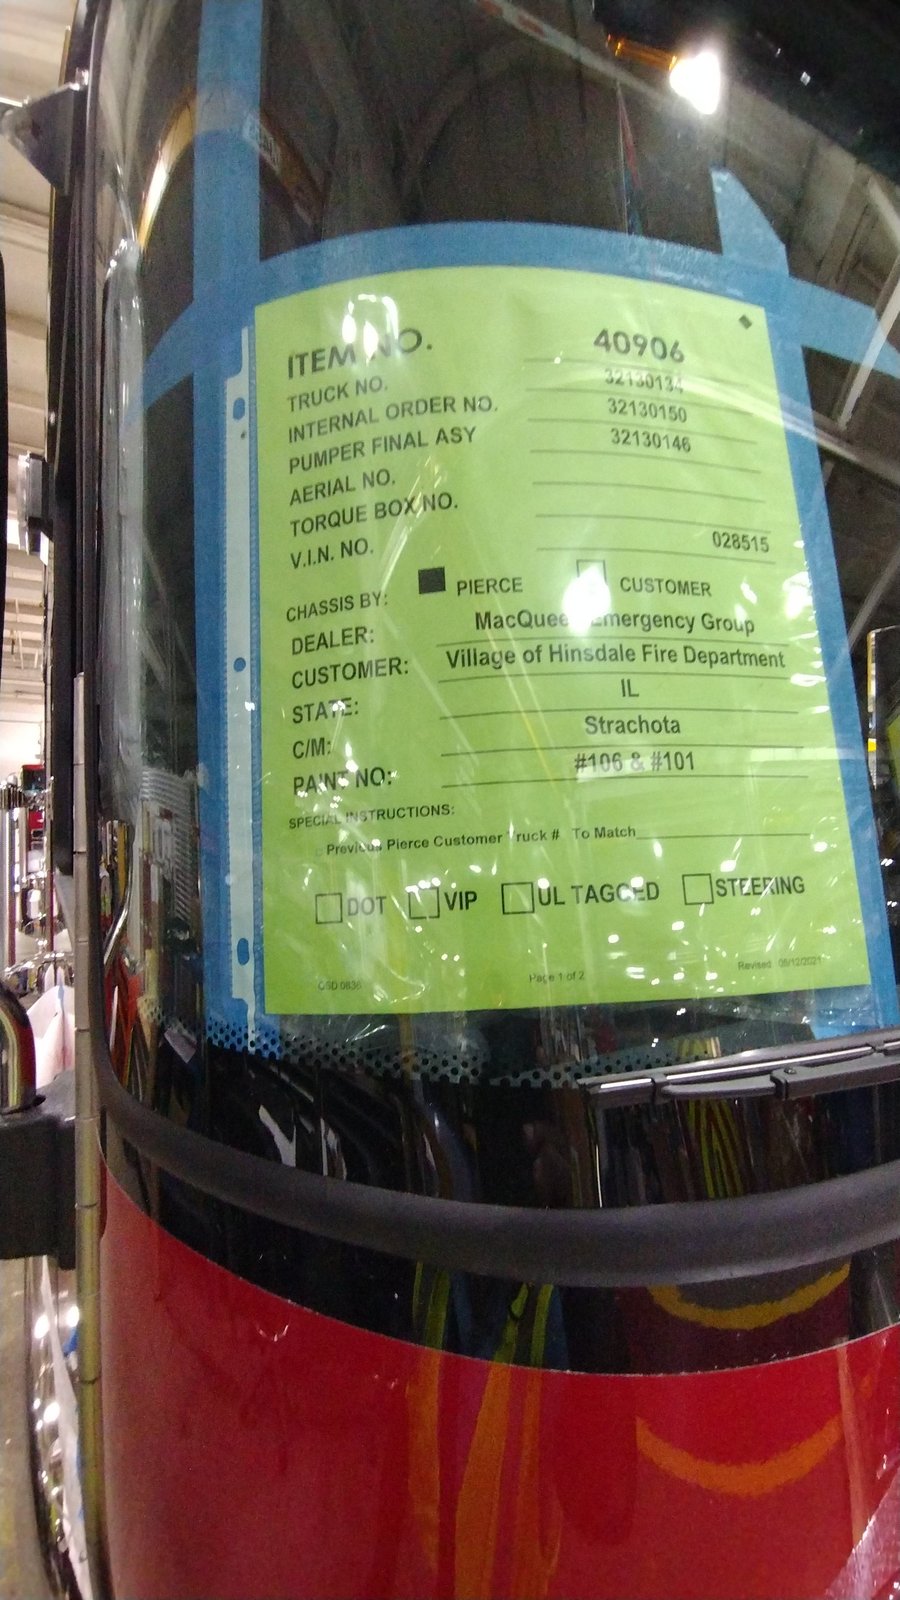 ITEM NO. 40906
TRUCK NO. 32130134
INTERNAL ORDER NO. 32130150
PUMPER FINAL ASY 32130146
AERIAL NO.
TORQUE BOX NO.
V.I.N. NO. 028515
CHASSIS BY: PIERCE CUSTOMER
DEALER: MacQueen Emergency Group
CUSTOMER: Village of Hinsdale Fire Department
STATE: IL
C/M: Strachota
PAINT NO: #106 & #101
SPECIAL INSTRUCTIONS:
Previous Pierce Customer Truck # To Match
DOT VIP UL TAGGED STEERING
Page 1 of 2 Revised